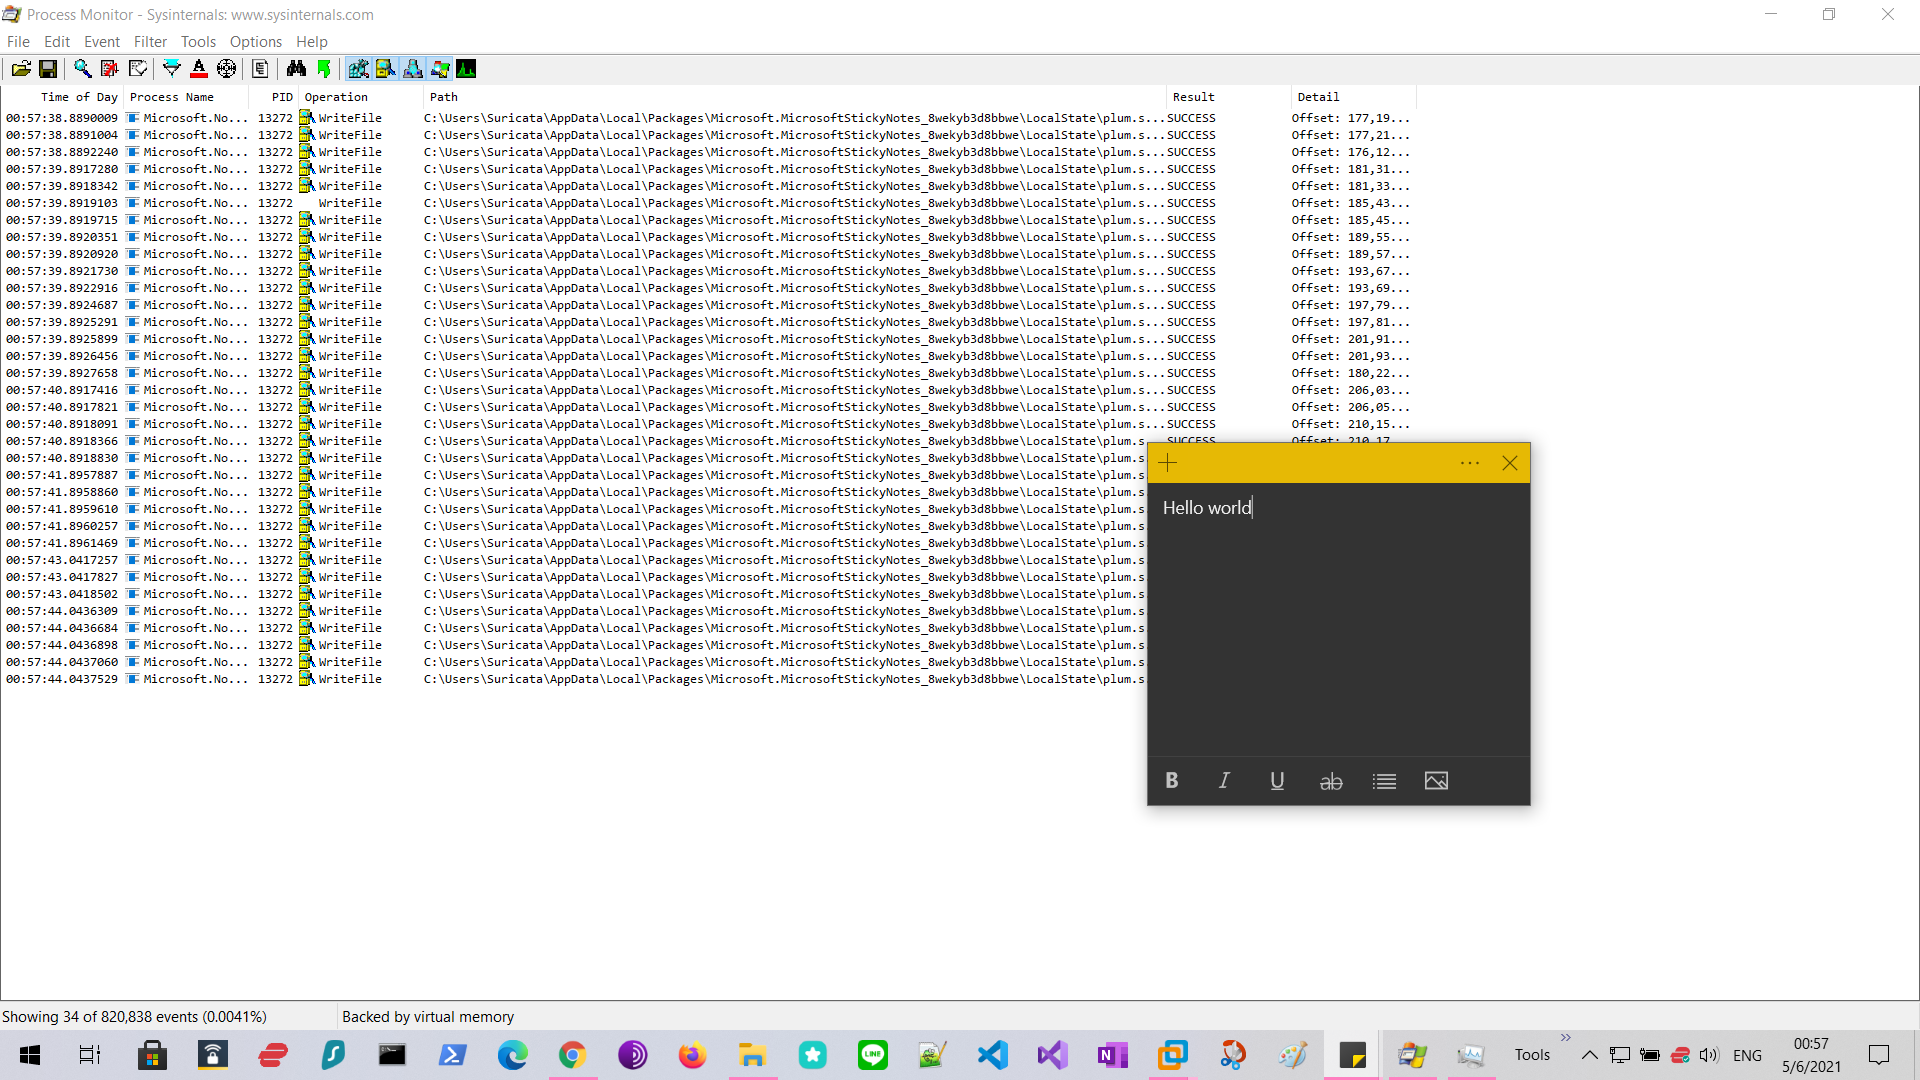 Process Monitor - Sysinternals: www.sysinternals.com
File Edit Event Filter Tools Options Help
Time of Day Process Name PID Operation Path Result Detail
00:57:38.8890009 Microsoft.No... 13272 WriteFile C:\Users\Suricata\AppData\Local\Packages\Microsoft.MicrosoftStickyNotes_8wekyb3d8bbwe\LocalState\plum.s... SUCCESS Offset: 177,19...
00:57:38.8891004 Microsoft.No... 13272 WriteFile C:\Users\Suricata\AppData\Local\Packages\Microsoft.MicrosoftStickyNotes_8wekyb3d8bbwe\LocalState\plum.s... SUCCESS Offset: 177,21...
00:57:38.8892240 Microsoft.No... 13272 WriteFile C:\Users\Suricata\AppData\Local\Packages\Microsoft.MicrosoftStickyNotes_8wekyb3d8bbwe\LocalState\plum.s... SUCCESS Offset: 176,12...
00:57:39.8917280 Microsoft.No... 13272 WriteFile C:\Users\Suricata\AppData\Local\Packages\Microsoft.MicrosoftStickyNotes_8wekyb3d8bbwe\LocalState\plum.s... SUCCESS Offset: 181,31...
00:57:39.8918342 Microsoft.No... 13272 WriteFile C:\Users\Suricata\AppData\Local\Packages\Microsoft.MicrosoftStickyNotes_8wekyb3d8bbwe\LocalState\plum.s... SUCCESS Offset: 181,33...
00:57:39.8919103 Microsoft.No... 13272 WriteFile C:\Users\Suricata\AppData\Local\Packages\Microsoft.MicrosoftStickyNotes_8wekyb3d8bbwe\LocalState\plum.s... SUCCESS Offset: 185,43...
00:57:39.8919715 Microsoft.No... 13272 WriteFile C:\Users\Suricata\AppData\Local\Packages\Microsoft.MicrosoftStickyNotes_8wekyb3d8bbwe\LocalState\plum.s... SUCCESS Offset: 185,45...
00:57:39.8920351 Microsoft.No... 13272 WriteFile C:\Users\Suricata\AppData\Local\Packages\Microsoft.MicrosoftStickyNotes_8wekyb3d8bbwe\LocalState\plum.s... SUCCESS Offset: 189,55...
00:57:39.8920920 Microsoft.No... 13272 WriteFile C:\Users\Suricata\AppData\Local\Packages\Microsoft.MicrosoftStickyNotes_8wekyb3d8bbwe\LocalState\plum.s... SUCCESS Offset: 189,57...
00:57:39.8921730 Microsoft.No... 13272 WriteFile C:\Users\Suricata\AppData\Local\Packages\Microsoft.MicrosoftStickyNotes_8wekyb3d8bbwe\LocalState\plum.s... SUCCESS Offset: 193,67...
00:57:39.8922916 Microsoft.No... 13272 WriteFile C:\Users\Suricata\AppData\Local\Packages\Microsoft.MicrosoftStickyNotes_8wekyb3d8bbwe\LocalState\plum.s... SUCCESS Offset: 193,69...
00:57:39.8924687 Microsoft.No... 13272 WriteFile C:\Users\Suricata\AppData\Local\Packages\Microsoft.MicrosoftStickyNotes_8wekyb3d8bbwe\LocalState\plum.s... SUCCESS Offset: 197,79...
00:57:39.8925291 Microsoft.No... 13272 WriteFile C:\Users\Suricata\AppData\Local\Packages\Microsoft.MicrosoftStickyNotes_8wekyb3d8bbwe\LocalState\plum.s... SUCCESS Offset: 197,81...
00:57:39.8925899 Microsoft.No... 13272 WriteFile C:\Users\Suricata\AppData\Local\Packages\Microsoft.MicrosoftStickyNotes_8wekyb3d8bbwe\LocalState\plum.s... SUCCESS Offset: 201,91...
00:57:39.8926456 Microsoft.No... 13272 WriteFile C:\Users\Suricata\AppData\Local\Packages\Microsoft.MicrosoftStickyNotes_8wekyb3d8bbwe\LocalState\plum.s... SUCCESS Offset: 201,93...
00:57:39.8927658 Microsoft.No... 13272 WriteFile C:\Users\Suricata\AppData\Local\Packages\Microsoft.MicrosoftStickyNotes_8wekyb3d8bbwe\LocalState\plum.s... SUCCESS Offset: 180,22...
00:57:40.8917416 Microsoft.No... 13272 WriteFile C:\Users\Suricata\AppData\Local\Packages\Microsoft.MicrosoftStickyNotes_8wekyb3d8bbwe\LocalState\plum.s... SUCCESS Offset: 206,03...
00:57:40.8917821 Microsoft.No... 13272 WriteFile C:\Users\Suricata\AppData\Local\Packages\Microsoft.MicrosoftStickyNotes_8wekyb3d8bbwe\LocalState\plum.s... SUCCESS Offset: 206,05...
00:57:40.8918091 Microsoft.No... 13272 WriteFile C:\Users\Suricata\AppData\Local\Packages\Microsoft.MicrosoftStickyNotes_8wekyb3d8bbwe\LocalState\plum.s... SUCCESS Offset: 210,15...
00:57:40.8918366 Microsoft.No... 13272 WriteFile C:\Users\Suricata\AppData\Local\Packages\Microsoft.MicrosoftStickyNotes_8wekyb3d8bbwe\LocalState\plum.s SUCCESS Offset: 210,17
00:57:40.8918830 Microsoft.No... 13272 WriteFile C:\Users\Suricata\AppData\Local\Packages\Microsoft.MicrosoftStickyNotes_8wekyb3d8bbwe\LocalState\plum.s
00:57:41.8957887 Microsoft.No... 13272 WriteFile C:\Users\Suricata\AppData\Local\Packages\Microsoft.MicrosoftStickyNotes_8wekyb3d8bbwe\LocalState\plum.s
00:57:41.8958860 Microsoft.No... 13272 WriteFile C:\Users\Suricata\AppData\Local\Packages\Microsoft.MicrosoftStickyNotes_8wekyb3d8bbwe\LocalState\plum.s
00:57:41.8959610 Microsoft.No... 13272 WriteFile C:\Users\Suricata\AppData\Local\Packages\Microsoft.MicrosoftStickyNotes_8wekyb3d8bbwe\LocalState\plum.s
00:57:41.8960257 Microsoft.No... 13272 WriteFile C:\Users\Suricata\AppData\Local\Packages\Microsoft.MicrosoftStickyNotes_8wekyb3d8bbwe\LocalState\plum.s
00:57:41.8961469 Microsoft.No... 13272 WriteFile C:\Users\Suricata\AppData\Local\Packages\Microsoft.MicrosoftStickyNotes_8wekyb3d8bbwe\LocalState\plum.s
00:57:43.0417257 Microsoft.No... 13272 WriteFile C:\Users\Suricata\AppData\Local\Packages\Microsoft.MicrosoftStickyNotes_8wekyb3d8bbwe\LocalState\plum.s
00:57:43.0417827 Microsoft.No... 13272 WriteFile C:\Users\Suricata\AppData\Local\Packages\Microsoft.MicrosoftStickyNotes_8wekyb3d8bbwe\LocalState\plum.s
00:57:43.0418502 Microsoft.No... 13272 WriteFile C:\Users\Suricata\AppData\Local\Packages\Microsoft.MicrosoftStickyNotes_8wekyb3d8bbwe\LocalState\plum.s
00:57:44.0436309 Microsoft.No... 13272 WriteFile C:\Users\Suricata\AppData\Local\Packages\Microsoft.MicrosoftStickyNotes_8wekyb3d8bbwe\LocalState\plum.s
00:57:44.0436684 Microsoft.No... 13272 WriteFile C:\Users\Suricata\AppData\Local\Packages\Microsoft.MicrosoftStickyNotes_8wekyb3d8bbwe\LocalState\plum.s
00:57:44.0436898 Microsoft.No... 13272 WriteFile C:\Users\Suricata\AppData\Local\Packages\Microsoft.MicrosoftStickyNotes_8wekyb3d8bbwe\LocalState\plum.s
00:57:44.0437060 Microsoft.No... 13272 WriteFile C:\Users\Suricata\AppData\Local\Packages\Microsoft.MicrosoftStickyNotes_8wekyb3d8bbwe\LocalState\plum.s
00:57:44.0437529 Microsoft.No... 13272 WriteFile C:\Users\Suricata\AppData\Local\Packages\Microsoft.MicrosoftStickyNotes_8wekyb3d8bbwe\LocalState\plum.s
Hello world
B I U ab
Showing 34 of 820,838 events (0.0041%) Backed by virtual memory
LINE
Tools ENG 00:57
5/6/2021